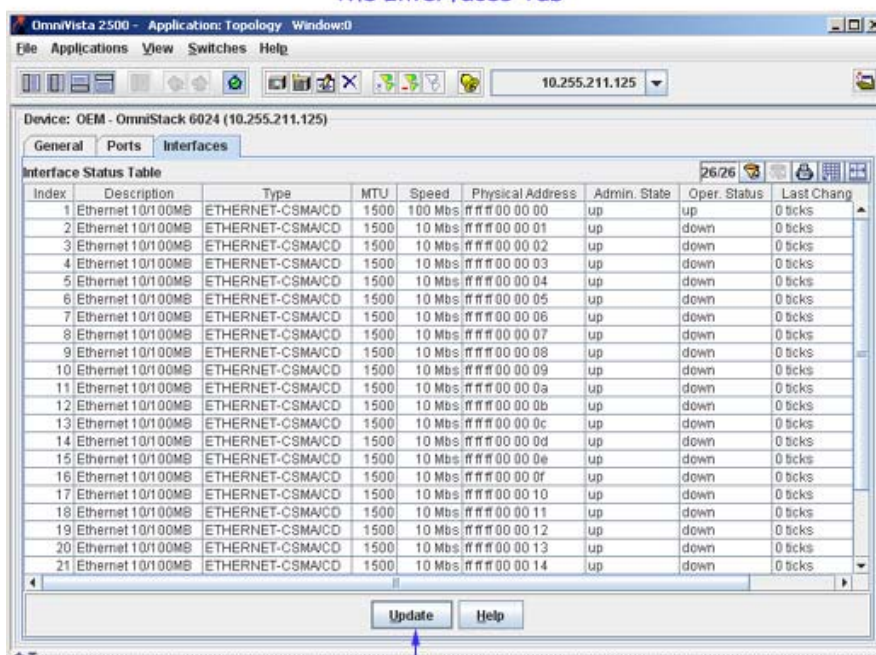 The Interfaces Tab
OmniVista 2500 - Application: Topology Window:0
File Applications View Switches Help
10.255.211.125
Device: OEM - OmniStack 6024 (10.255.211.125)
General Ports Interfaces
Interface Status Table 26/26
Index Description Type MTU Speed Physical Address Admin. State Oper. Status Last Chang
1 Ethernet 10/100MB ETHERNET-CSMA/CD 1500 100 Mbs ff ff ff 00 00 00 up up 0 ticks
2 Ethernet 10/100MB ETHERNET-CSMA/CD 1500 10 Mbs ff ff ff 00 00 01 up down 0 ticks
3 Ethernet 10/100MB ETHERNET-CSMA/CD 1500 10 Mbs ff ff ff 00 00 02 up down 0 ticks
4 Ethernet 10/100MB ETHERNET-CSMA/CD 1500 10 Mbs ff ff ff 00 00 03 up down 0 ticks
5 Ethernet 10/100MB ETHERNET-CSMA/CD 1500 10 Mbs ff ff ff 00 00 04 up down 0 ticks
6 Ethernet 10/100MB ETHERNET-CSMA/CD 1500 10 Mbs ff ff ff 00 00 05 up down 0 ticks
7 Ethernet 10/100MB ETHERNET-CSMA/CD 1500 10 Mbs ff ff ff 00 00 06 up down 0 ticks
8 Ethernet 10/100MB ETHERNET-CSMA/CD 1500 10 Mbs ff ff ff 00 00 07 up down 0 ticks
9 Ethernet 10/100MB ETHERNET-CSMA/CD 1500 10 Mbs ff ff ff 00 00 08 up down 0 ticks
10 Ethernet 10/100MB ETHERNET-CSMA/CD 1500 10 Mbs ff ff ff 00 00 09 up down 0 ticks
11 Ethernet 10/100MB ETHERNET-CSMA/CD 1500 10 Mbs ff ff ff 00 00 0a up down 0 ticks
12 Ethernet 10/100MB ETHERNET-CSMA/CD 1500 10 Mbs ff ff ff 00 00 0b up down 0 ticks
13 Ethernet 10/100MB ETHERNET-CSMA/CD 1500 10 Mbs ff ff ff 00 00 0c up down 0 ticks
14 Ethernet 10/100MB ETHERNET-CSMA/CD 1500 10 Mbs ff ff ff 00 00 0d up down 0 ticks
15 Ethernet 10/100MB ETHERNET-CSMA/CD 1500 10 Mbs ff ff ff 00 00 0e up down 0 ticks
16 Ethernet 10/100MB ETHERNET-CSMA/CD 1500 10 Mbs ff ff ff 00 00 0f up down 0 ticks
17 Ethernet 10/100MB ETHERNET-CSMA/CD 1500 10 Mbs ff ff ff 00 00 10 up down 0 ticks
18 Ethernet 10/100MB ETHERNET-CSMA/CD 1500 10 Mbs ff ff ff 00 00 11 up down 0 ticks
19 Ethernet 10/100MB ETHERNET-CSMA/CD 1500 10 Mbs ff ff ff 00 00 12 up down 0 ticks
20 Ethernet 10/100MB ETHERNET-CSMA/CD 1500 10 Mbs ff ff ff 00 00 13 up down 0 ticks
21 Ethernet 10/100MB ETHERNET-CSMA/CD 1500 10 Mbs ff ff ff 00 00 14 up down 0 ticks
Update Help